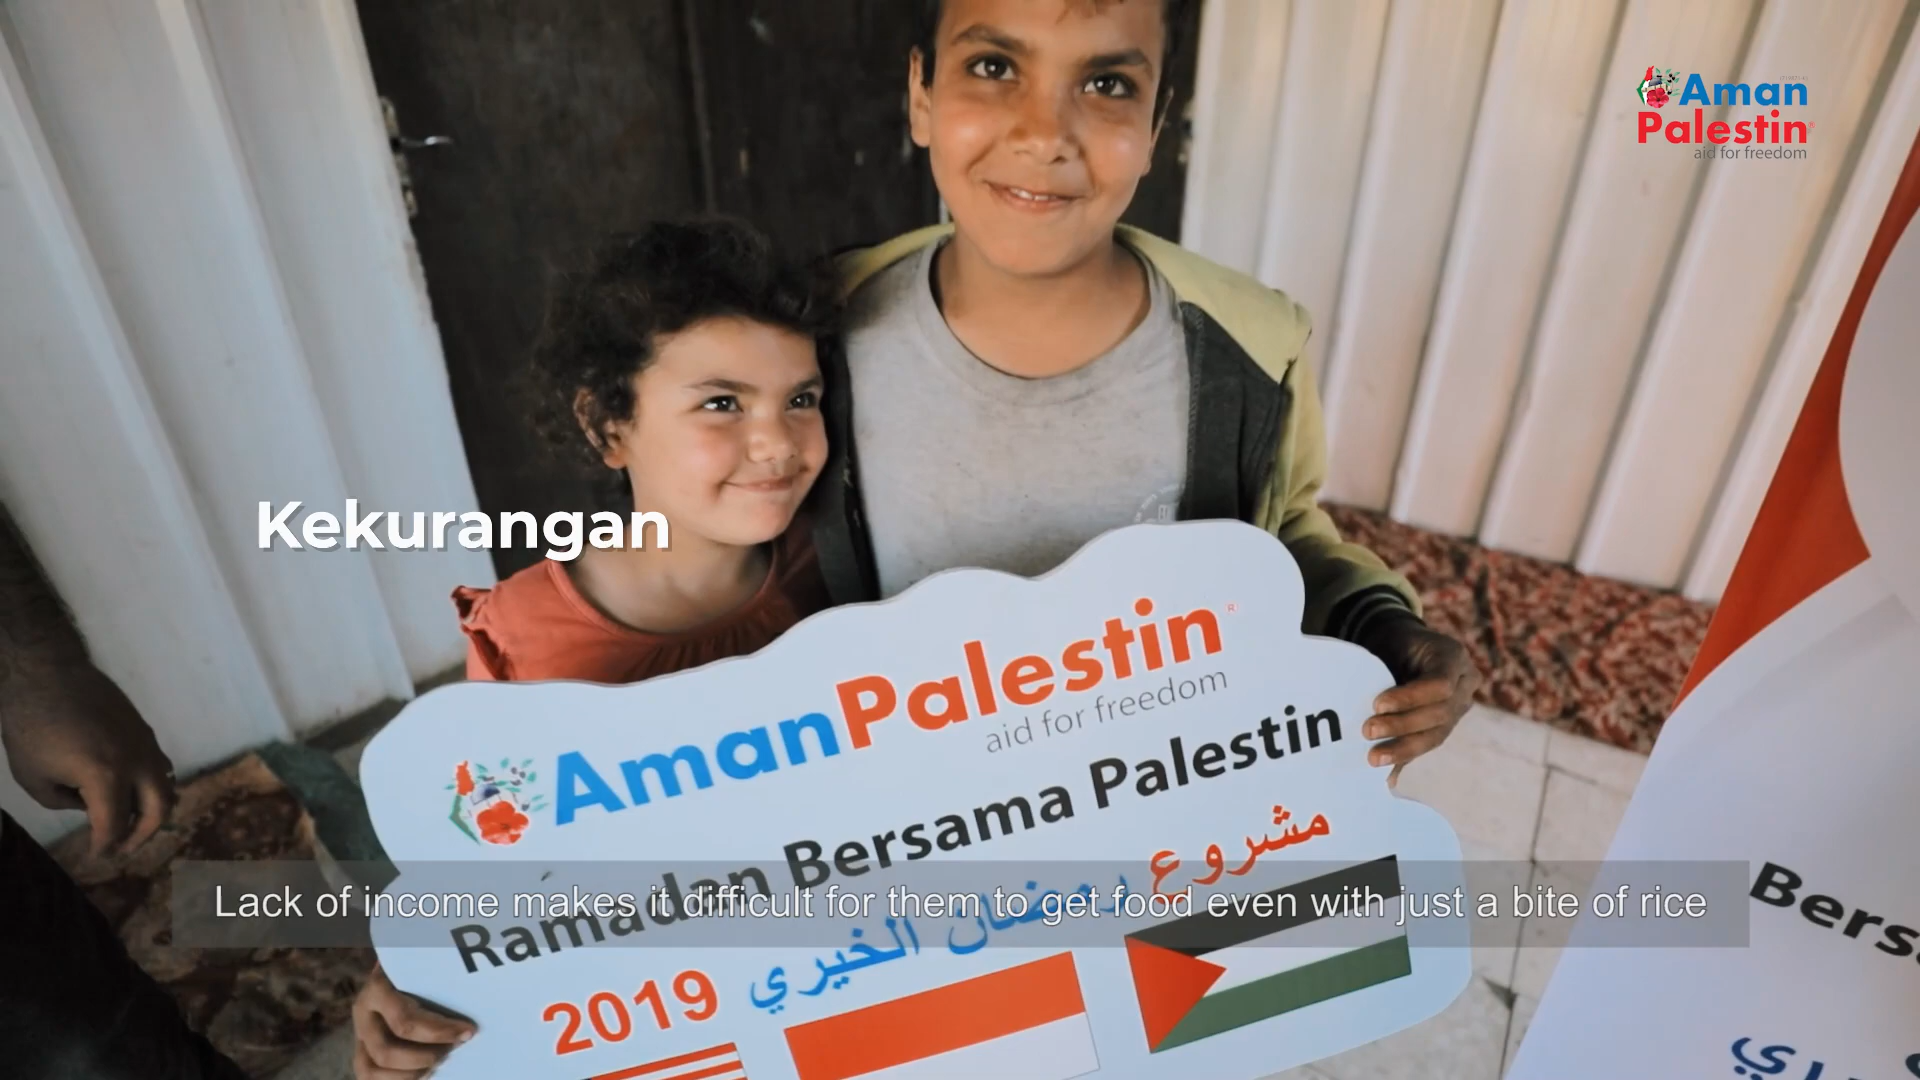 Aman
Palestin
aid for freedom
Kekurangan
AmanPalestin
aid for freedom
Ramadan Bersama Palestin
مشروع رمضان الخيري 2019
Lack of income makes it difficult for them to get food even with just a bite of rice
Bers